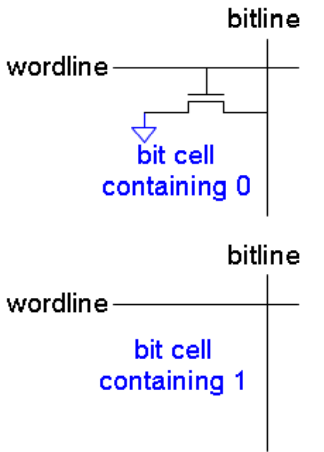 bitline
wordline
bit cell
containing 0
bitline
wordline
bit cell
containing 1